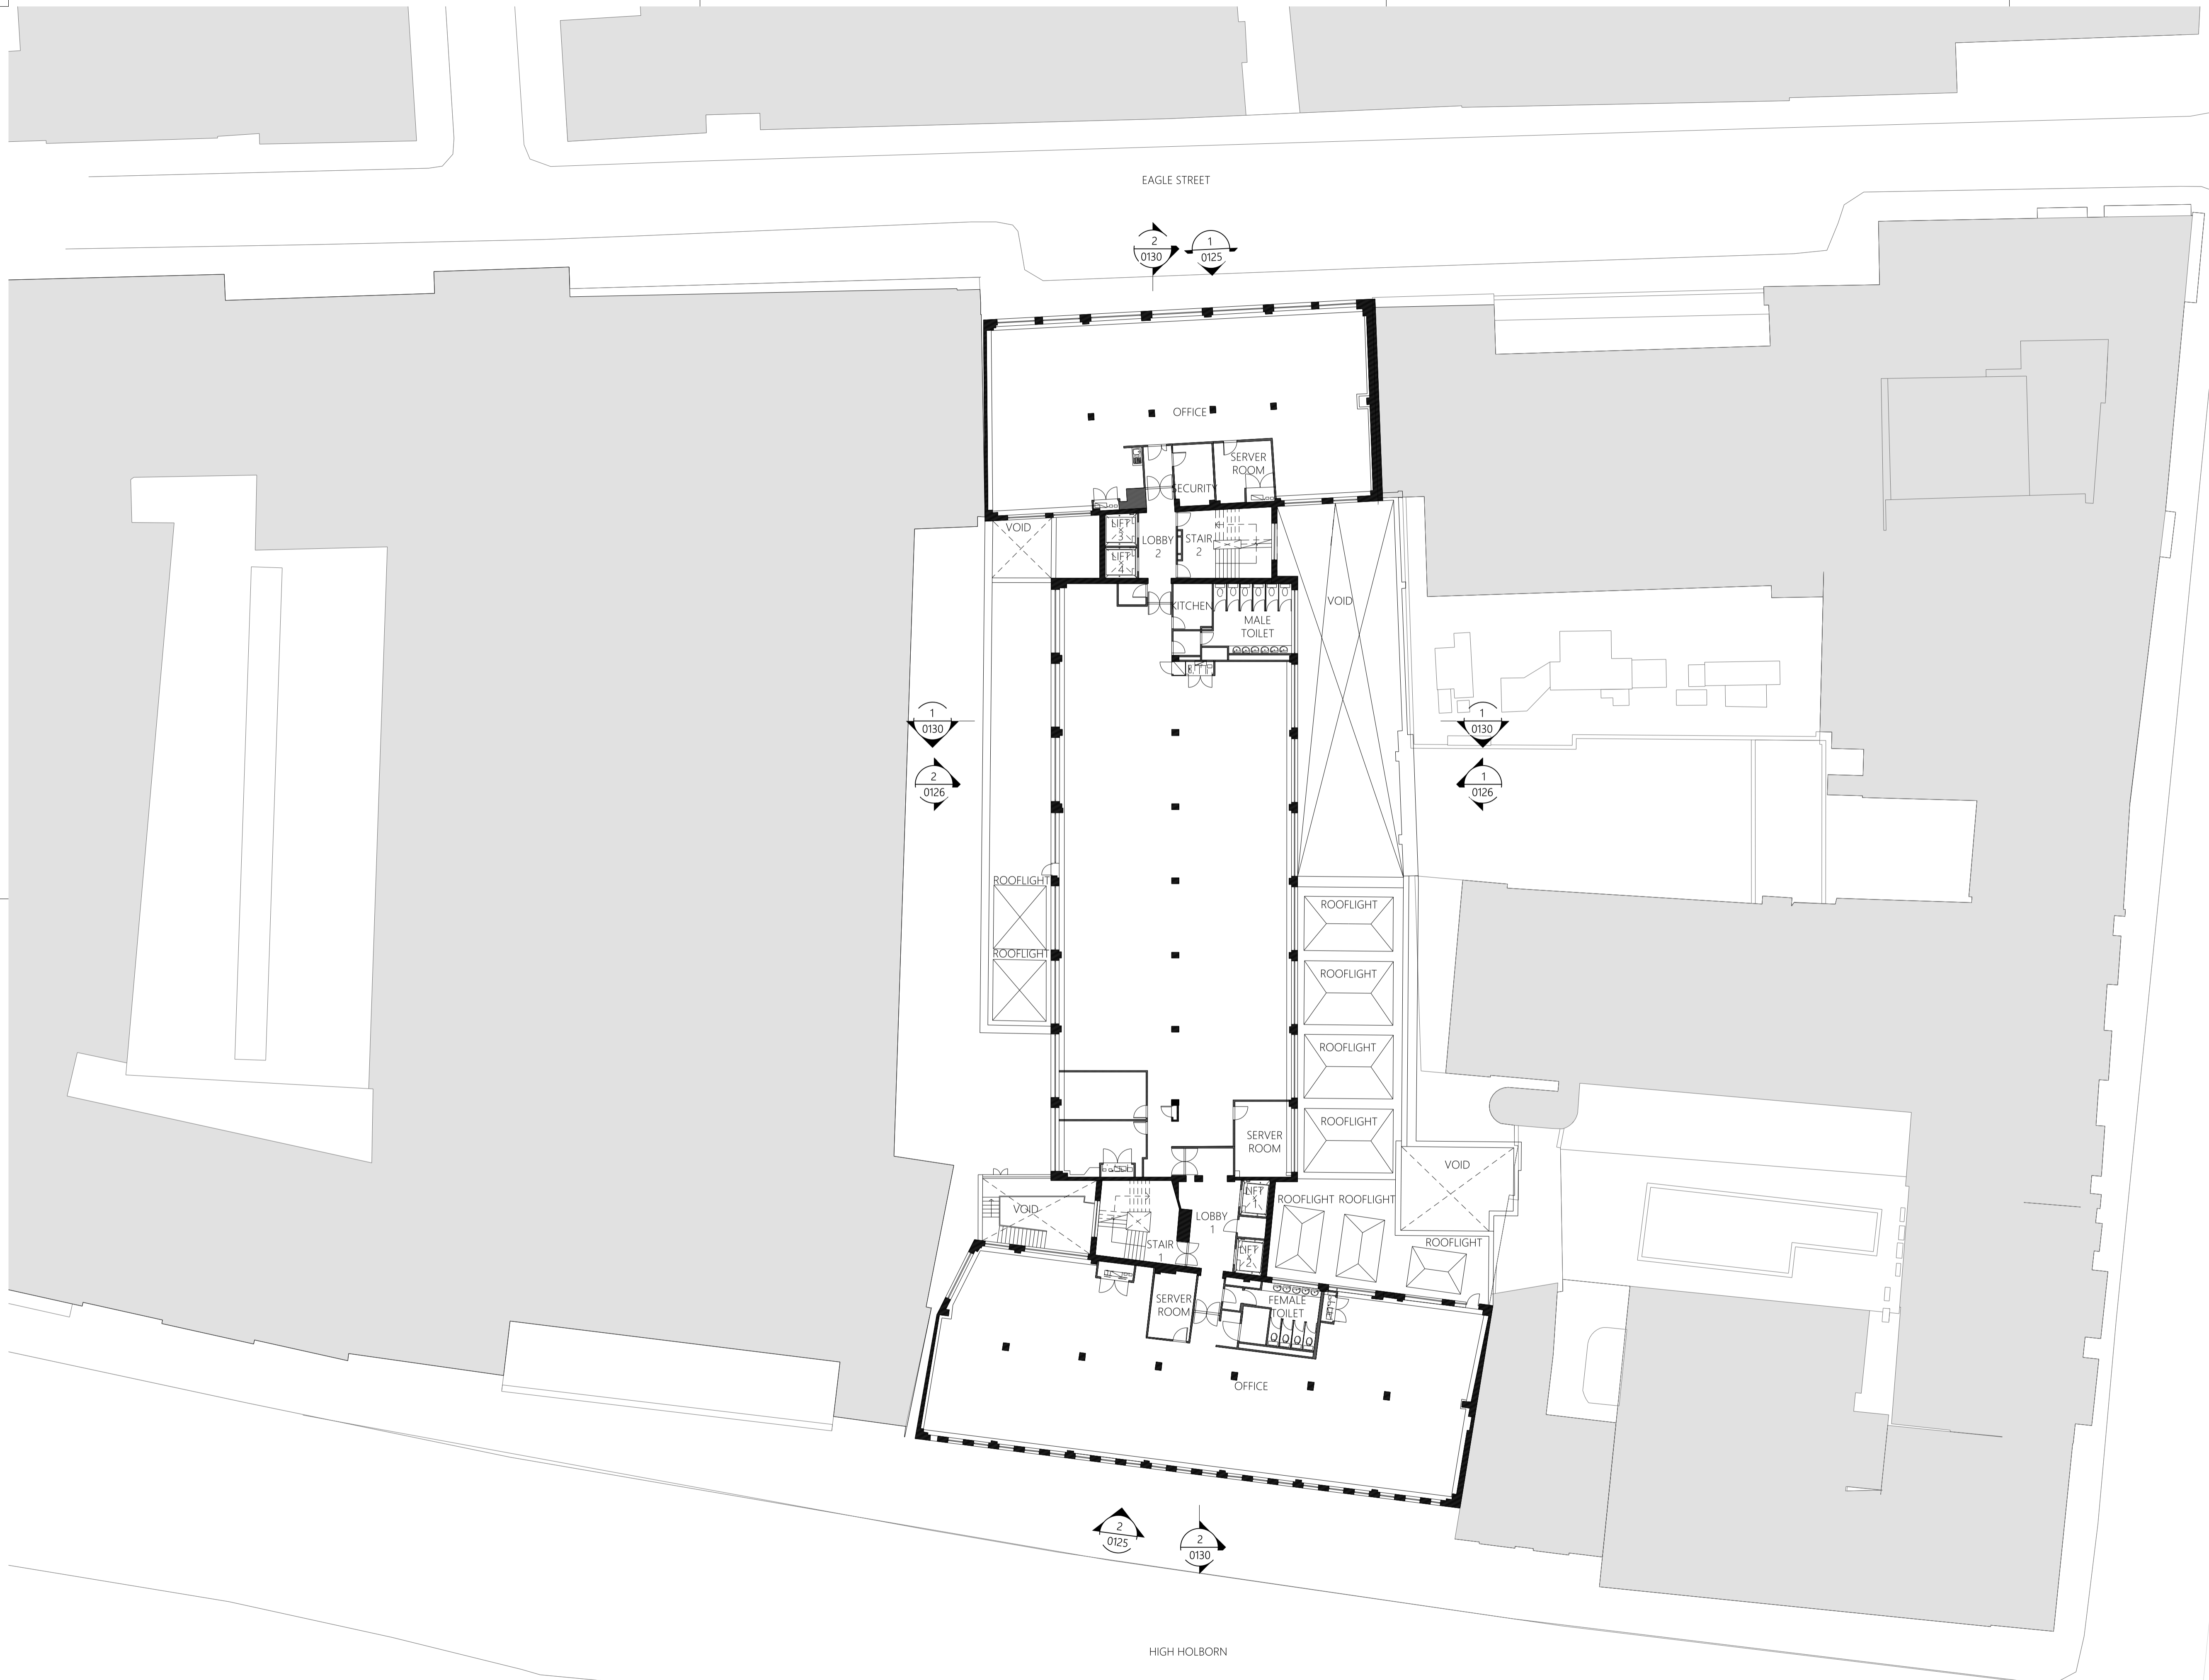 EAGLE STREET
2
0130
1
0125
OFFICE
SERVER
ROOM
SECURITY
VOID
LIFT
3
LOBBY
2
STAIR
2
LIFT
4
KITCHEN
MALE
TOILET
VOID
1
0130
1
0130
2
0126
1
0126
ROOFLIGHT
ROOFLIGHT
ROOFLIGHT
ROOFLIGHT
ROOFLIGHT
ROOFLIGHT
SERVER
ROOM
VOID
LIFT
1
ROOFLIGHT ROOFLIGHT
VOID
LOBBY
1
STAIR
1
LIFT
2
ROOFLIGHT
SERVER
ROOM
FEMALE
TOILET
OFFICE
2
0125
2
0130
HIGH HOLBORN